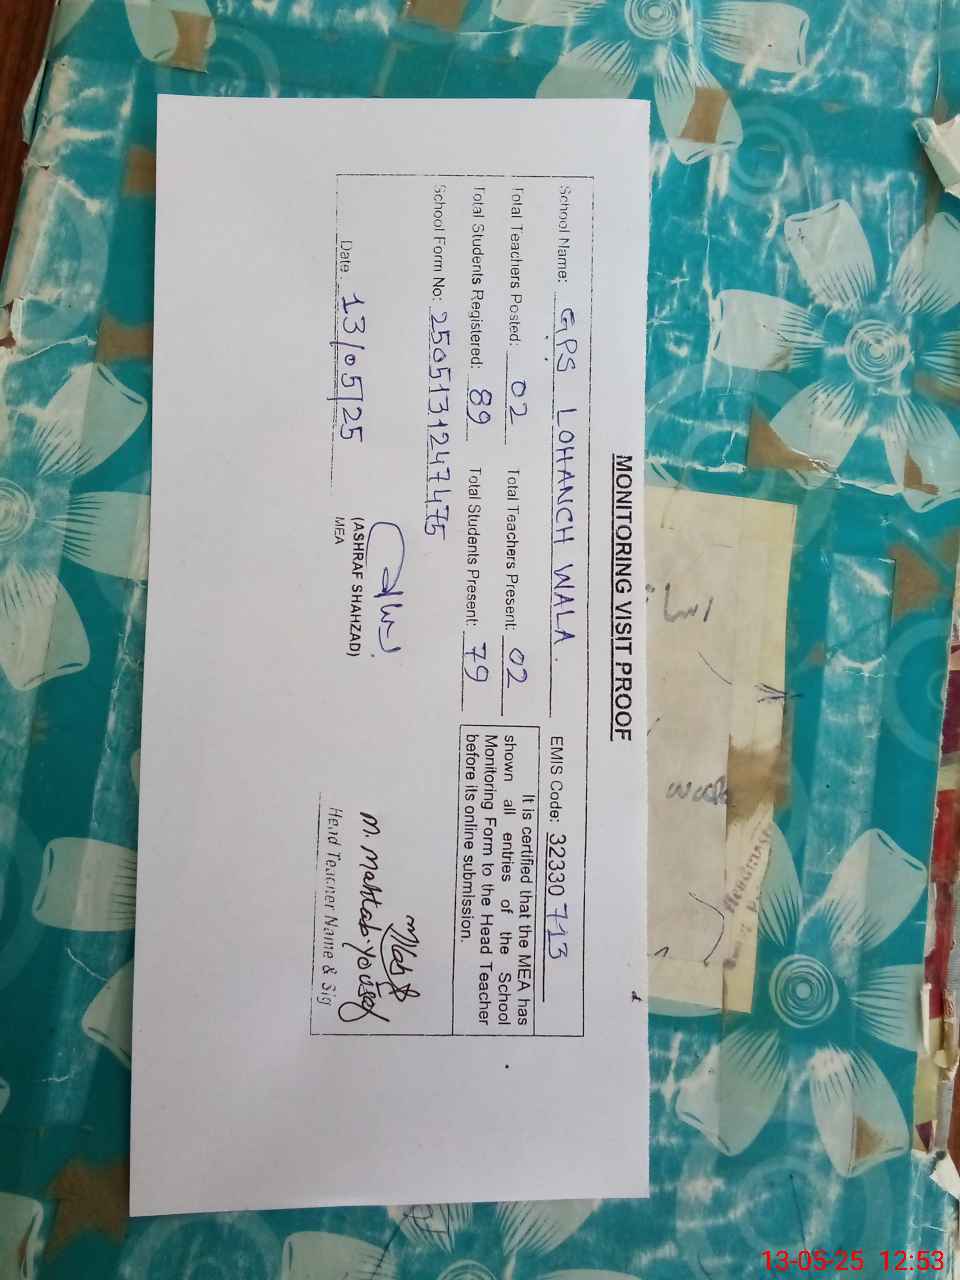 MONITORING VISIT PROOF
School Name: GPS LOHANCH WALA. EMIS Code: 32330713
Total Teachers Posted: 02 Total Teachers Present: 02
Total Students Registered: 89 Total Students Present: 79
School Form No: 2505131247475
It is certified that the MEA has
shown all entries of the School
Monitoring Form to the Head Teacher
before its online submission.
Date: 13/05/25
(ASHRAF SHAHZAD)
MEA
M. Mahtab Yousaf
Head Teacher Name & Sig
13-05-25 12:53